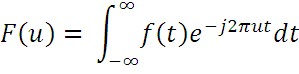 F(u) = ∫_{-∞}^{∞} f(t)e^{-j2πut}dt